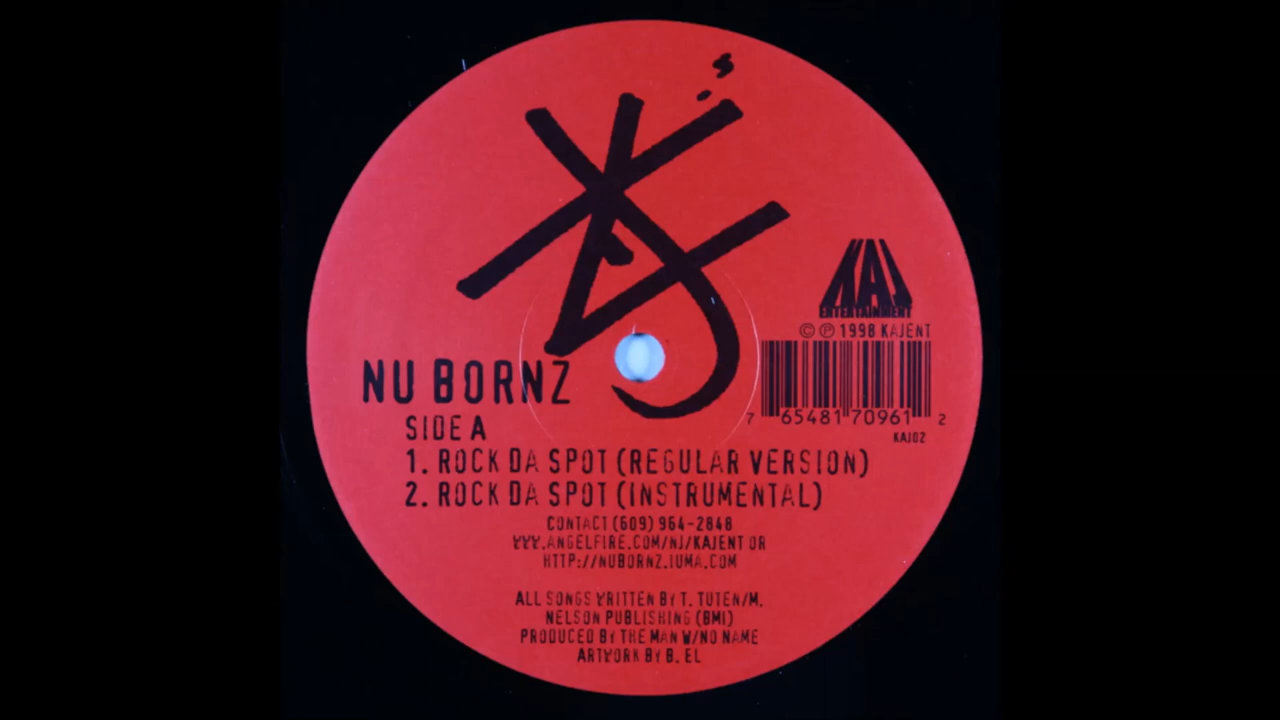 KAJ
ENTERTAINMENT
© ℗ 1998 KAJENT
7 65481 70961 2
KAJ02
NU BORNZ
SIDE A
1. ROCK DA SPOT (REGULAR VERSION)
2. ROCK DA SPOT (INSTRUMENTAL)
CONTACT (609) 964-2848
WWW.ANGELFIRE.COM/NJ/KAJENT OR
HTTP://NUBORNZ.IUMA.COM
ALL SONGS WRITTEN BY T. TUTEN/M.
NELSON PUBLISHING (BMI)
PRODUCED BY THE MAN W/NO NAME
ARTWORK BY B. EL